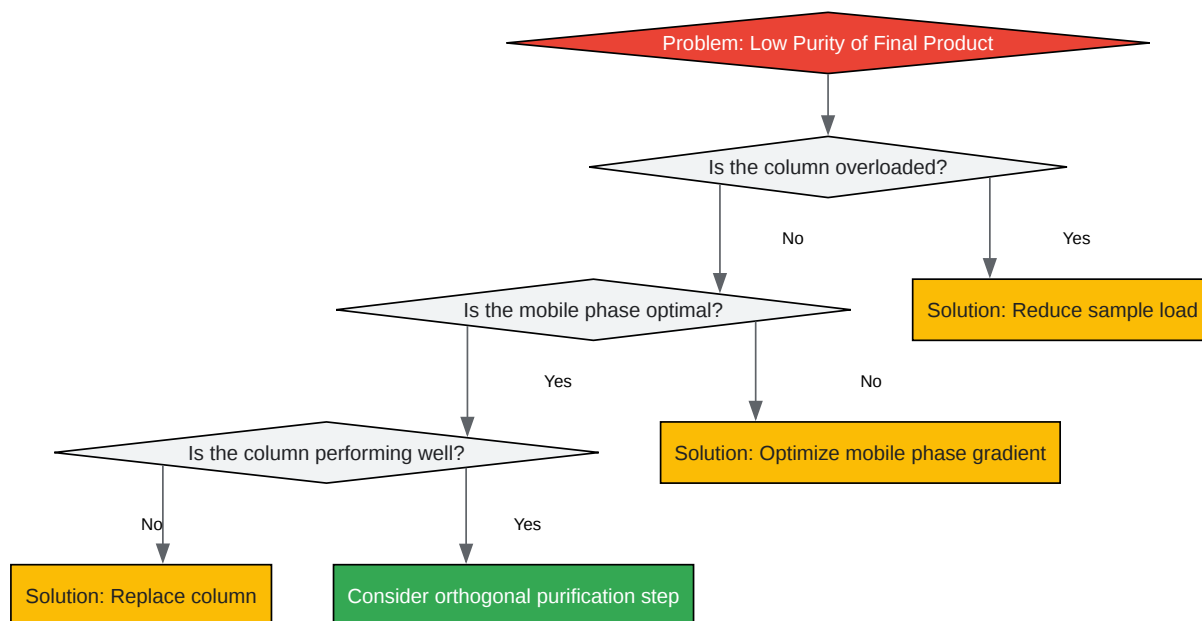 Problem: Low Purity of Final Product
Is the column overloaded?
No
Yes
Is the mobile phase optimal?
Solution: Reduce sample load
Yes
No
Is the column performing well?
Solution: Optimize mobile phase gradient
No
Yes
Solution: Replace column
Consider orthogonal purification step